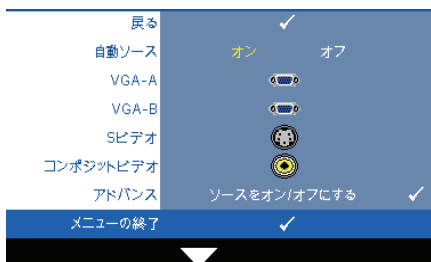 戻る
自動ソース オン オフ
VGA-A
VGA-B
Sビデオ
コンポジットビデオ
アドバンス ソースをオン/オフにする
メニューの終了